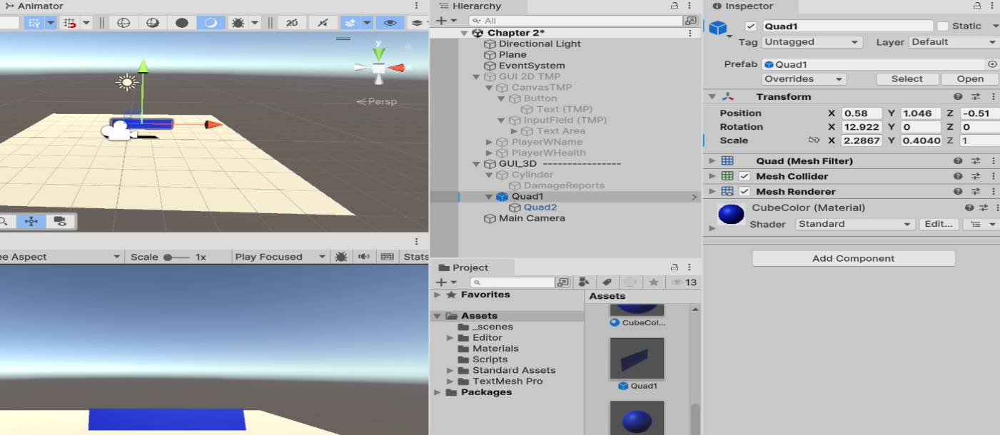 Animator
2D
y
x
Persp
ee Aspect
Scale
1x
Play Focused
Stats
Hierarchy
All
Chapter 2*
Directional Light
Plane
EventSystem
GUI 2D TMP
CanvasTMP
Button
Text (TMP)
InputField (TMP)
Text Area
PlayerWName
PlayerWHealth
GUI_3D ----------------
Cylinder
DamageReports
Quad1
Quad2
Main Camera
Project
13
Favorites
Assets
_scenes
Editor
Materials
Scripts
Standard Assets
TextMesh Pro
Packages
Assets
CubeCol...
Quad1
Inspector
Quad1
Static
Tag Untagged Layer Default
Prefab Quad1
Overrides Select Open
Transform
Position X 0.58 Y 1.046 Z -0.51
Rotation X 12.922 Y 0 Z 0
Scale X 2.2867 Y 0.4040 Z 1
Quad (Mesh Filter)
Mesh Collider
Mesh Renderer
CubeColor (Material)
Shader Standard Edit...
Add Component